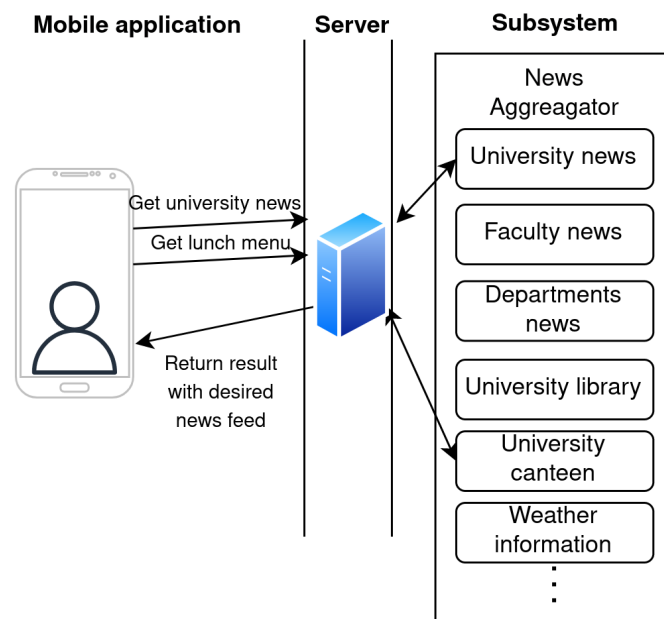 Mobile application
Server
Subsystem
News
Aggreagator
University news
Faculty news
Departments
news
University library
University
canteen
Weather
information
Get university news
Get lunch menu
Return result
with desired
news feed